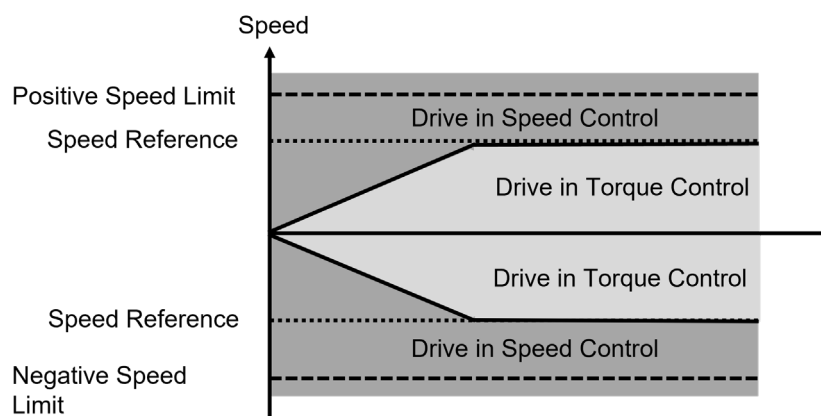 Speed
Positive Speed Limit
Drive in Speed Control
Speed Reference
Drive in Torque Control
Drive in Torque Control
Speed Reference
Drive in Speed Control
Negative Speed
Limit